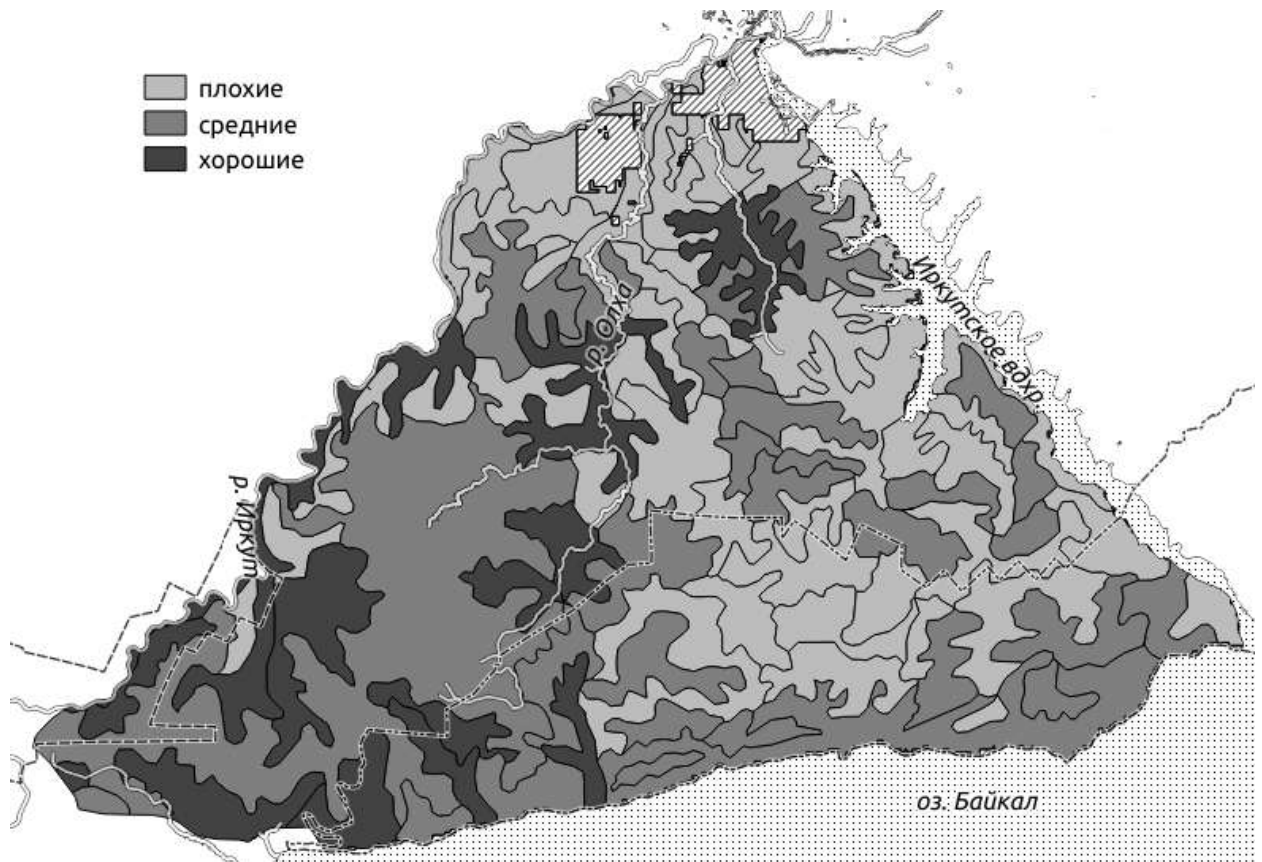 плохие
средние
хорошие
Иркутское вдхр.
р. Олха
р. Иркут
оз. Байкал